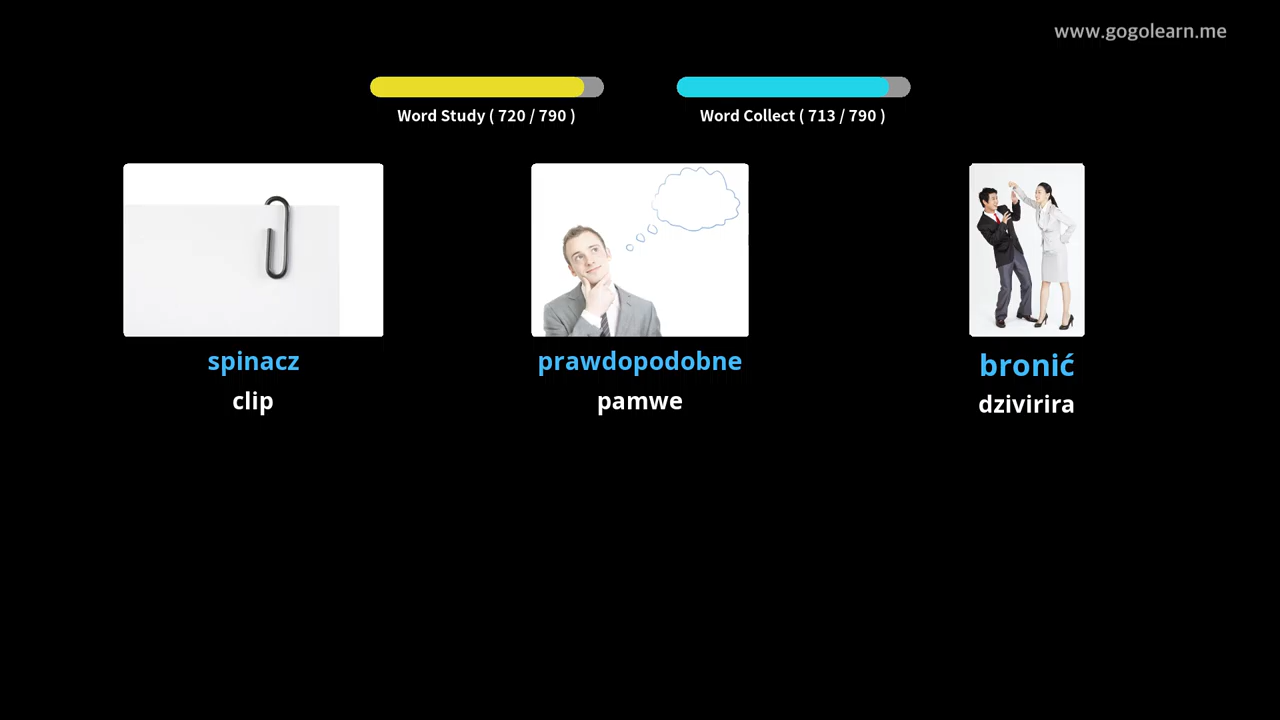 www.gogolearn.me
Word Study ( 720 / 790 )
Word Collect ( 713 / 790 )
spinacz
clip
prawdopodobne
pamwe
bronić
dzivirira